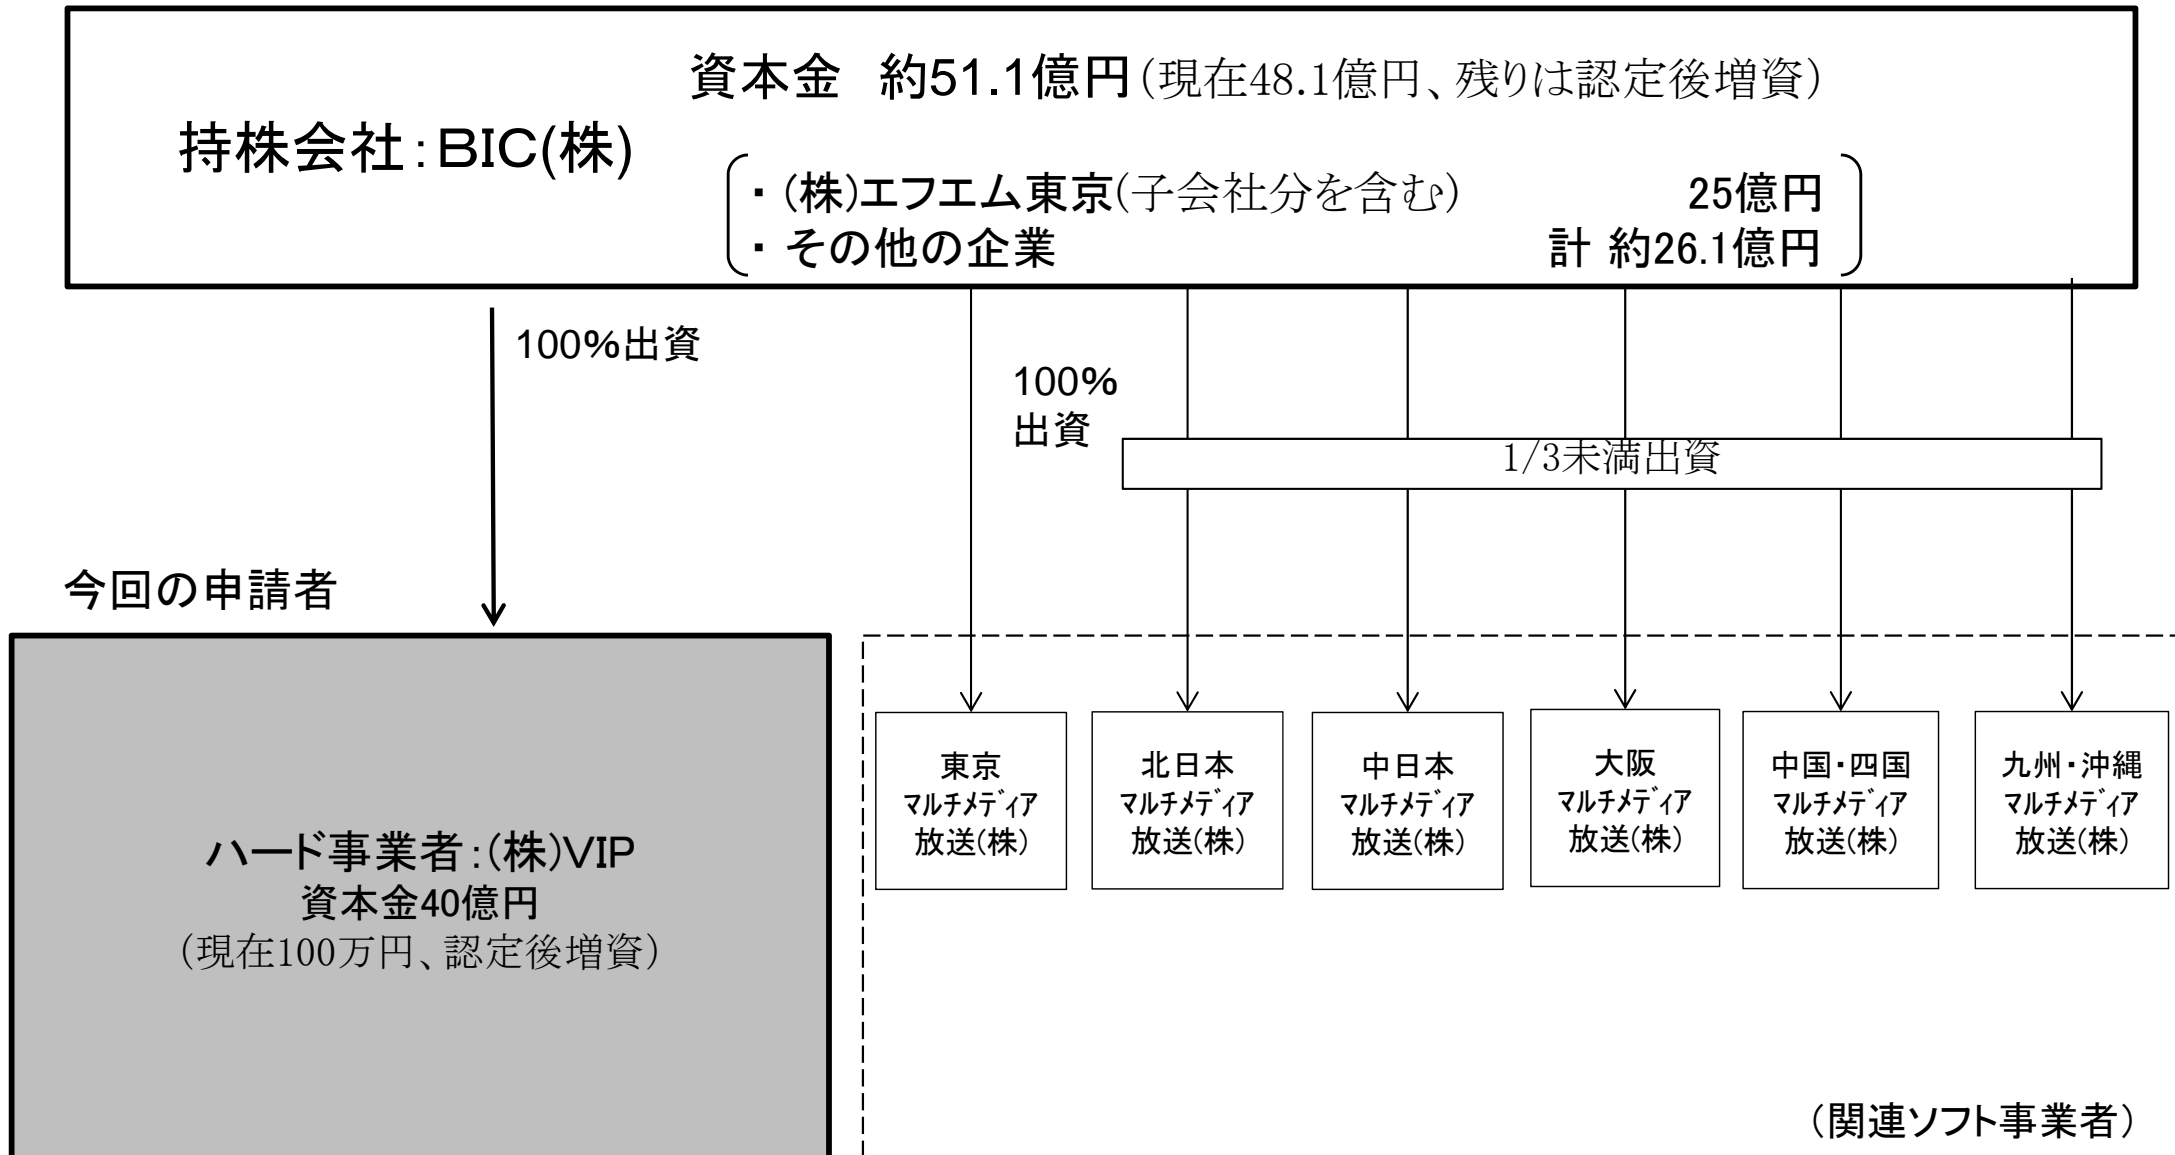 資本金　約51.1億円（現在48.1億円、残りは認定後増資）
持株会社：BIC(株)
・(株)エフエム東京(子会社分を含む)　25億円
・その他の企業　計 約26.1億円
100%出資
100%
出資
1/3未満出資
今回の申請者
ハード事業者：(株)VIP
資本金40億円
（現在100万円、認定後増資）
東京
ﾏﾙﾁﾒﾃﾞｨｱ
放送(株)
北日本
ﾏﾙﾁﾒﾃﾞｨｱ
放送(株)
中日本
ﾏﾙﾁﾒﾃﾞｨｱ
放送(株)
大阪
ﾏﾙﾁﾒﾃﾞｨｱ
放送(株)
中国・四国
ﾏﾙﾁﾒﾃﾞｨｱ
放送(株)
九州・沖縄
ﾏﾙﾁﾒﾃﾞｨｱ
放送(株)
（関連ソフト事業者）